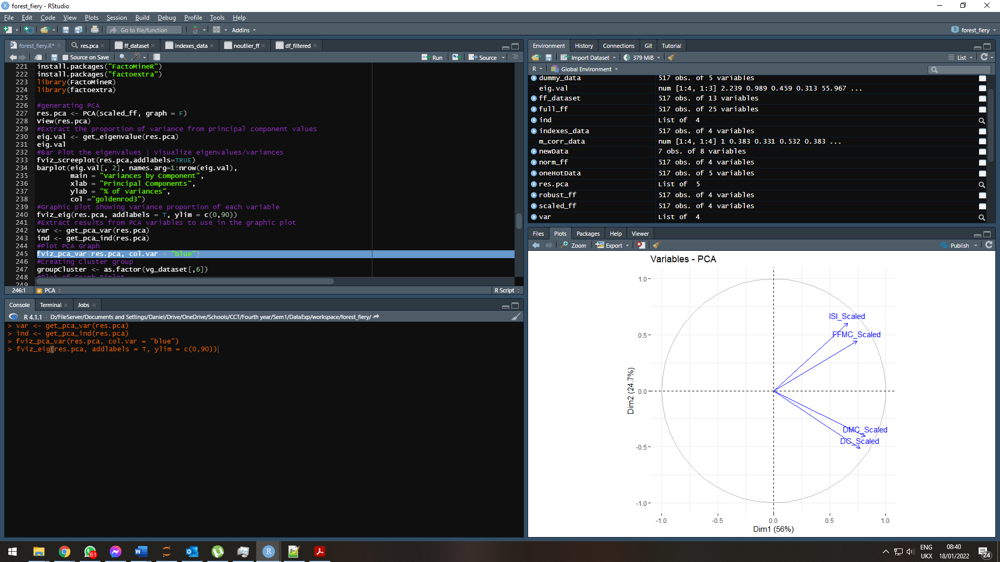 forest_fiery - RStudio
File Edit Code View Plots Session Build Debug Profile Tools Help
Go to file/function Addins forest_fiery
forest_fiery.R* res.pca ff_dataset indexes_data noutlier_ff df_filtered
Source on Save Run Source
221 install.packages("FactoMineR")
222 install.packages("factoextra")
223 library(FactoMineR)
224 library(factoextra)
225
226 #generating PCA
227 res.pca <- PCA(scaled_ff, graph = F)
228 View(res.pca)
229 #Extract the proportion of variance from principal component values
230 eig.val <- get_eigenvalue(res.pca)
231 eig.val
232 #Bar Plot the eigenvalues | Visualize eigenvalues/variances
233 fviz_screeplot(res.pca,addlabels=TRUE)
234 barplot(eig.val[, 2], names.arg=1:nrow(eig.val),
235 main = "Variances by Component",
236 xlab = "Principal Components",
237 ylab = "% of variances",
238 col ="goldenrod3")
239 #Graphic plot showing variance proportion of each variable
240 fviz_eig(res.pca, addlabels = T, ylim = c(0,90))
241 #Extract results from PCA variables to use in the graphic plot
242 var <- get_pca_var(res.pca)
243 ind <- get_pca_ind(res.pca)
244 #Plot PCA Graph
245 fviz_pca_var(res.pca, col.var = "blue")
246 #Creating Cluster group
247 groupCluster <- as.factor(vg_dataset[,6])
248 #Plot of Graph Biplot
249
246:1 PCA R Script
Console Terminal Jobs
R 4.1.1 · D:/FileServer/Documents and Settings/Daniel/Drive/OneDrive/Schools/CCT/Fourth year/Sem1/DataExp/workspace/forest_fiery/
> var <- get_pca_var(res.pca)
> ind <- get_pca_ind(res.pca)
> fviz_pca_var(res.pca, col.var = "blue")
> fviz_eig(res.pca, addlabels = T, ylim = c(0,90))
Environment History Connections Git Tutorial
Import Dataset 379 MiB List
R Global Environment
dummy_data 517 obs. of 5 variables
eig.val num [1:4, 1:3] 2.239 0.989 0.459 0.313 55.967 ...
ff_dataset 517 obs. of 13 variables
full_ff 517 obs. of 25 variables
ind List of 4
indexes_data 517 obs. of 4 variables
m_corr_data num [1:4, 1:4] 1 0.383 0.331 0.532 0.383 ...
newData 7 obs. of 8 variables
norm_ff 517 obs. of 4 variables
oneHotData 517 obs. of 5 variables
res.pca List of 5
robust_ff 517 obs. of 4 variables
scaled_ff 517 obs. of 4 variables
var List of 4
Files Plots Packages Help Viewer
Zoom Export Publish
Variables - PCA
1.0
0.5
0.0
-0.5
-1.0
Dim2 (24.7%)
ISI_Scaled
FFMC_Scaled
DMC_Scaled
DC_Scaled
-1.0 -0.5 0.0 0.5 1.0
Dim1 (56%)
61
ENG
UKX
08:40
18/01/2022
24